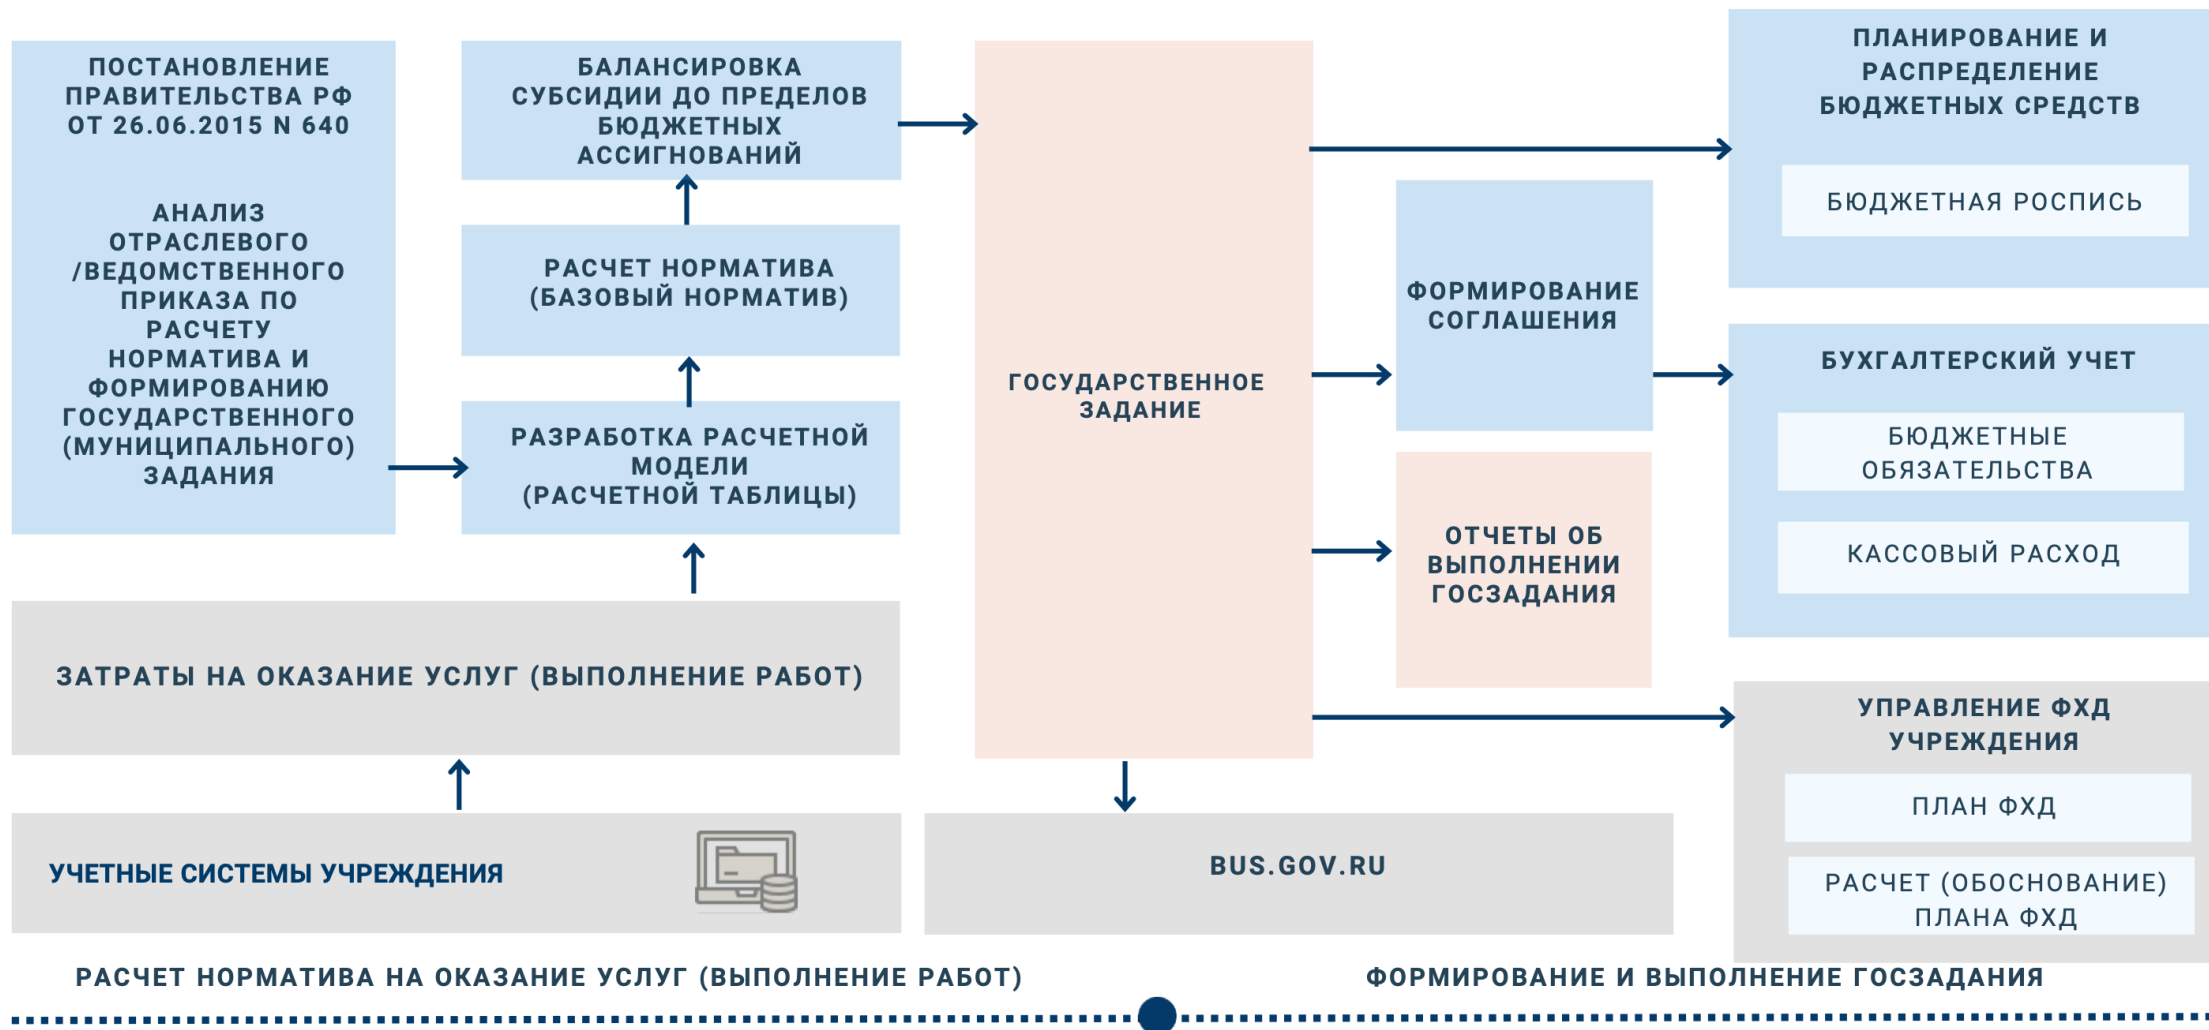 ПОСТАНОВЛЕНИЕ
ПРАВИТЕЛЬСТВА РФ
ОТ 26.06.2015 N 640
АНАЛИЗ
ОТРАСЛЕВОГО
/ВЕДОМСТВЕННОГО
ПРИКАЗА ПО
РАСЧЕТУ
НОРМАТИВА И
ФОРМИРОВАНИЮ
ГОСУДАРСТВЕННОГО
(МУНИЦИПАЛЬНОГО)
ЗАДАНИЯ
БАЛАНСИРОВКА
СУБСИДИИ ДО ПРЕДЕЛОВ
БЮДЖЕТНЫХ
АССИГНОВАНИЙ
РАСЧЕТ НОРМАТИВА
(БАЗОВЫЙ НОРМАТИВ)
РАЗРАБОТКА РАСЧЕТНОЙ
МОДЕЛИ
(РАСЧЕТНОЙ ТАБЛИЦЫ)
ЗАТРАТЫ НА ОКАЗАНИЕ УСЛУГ (ВЫПОЛНЕНИЕ РАБОТ)
УЧЕТНЫЕ СИСТЕМЫ УЧРЕЖДЕНИЯ
ГОСУДАРСТВЕННОЕ
ЗАДАНИЕ
ФОРМИРОВАНИЕ
СОГЛАШЕНИЯ
ОТЧЕТЫ ОБ
ВЫПОЛНЕНИИ
ГОСЗАДАНИЯ
BUS.GOV.RU
ПЛАНИРОВАНИЕ И
РАСПРЕДЕЛЕНИЕ
БЮДЖЕТНЫХ СРЕДСТВ
БЮДЖЕТНАЯ РОСПИСЬ
БУХГАЛТЕРСКИЙ УЧЕТ
БЮДЖЕТНЫЕ
ОБЯЗАТЕЛЬСТВА
КАССОВЫЙ РАСХОД
УПРАВЛЕНИЕ ФХД
УЧРЕЖДЕНИЯ
ПЛАН ФХД
РАСЧЕТ (ОБОСНОВАНИЕ)
ПЛАНА ФХД
РАСЧЕТ НОРМАТИВА НА ОКАЗАНИЕ УСЛУГ (ВЫПОЛНЕНИЕ РАБОТ)
ФОРМИРОВАНИЕ И ВЫПОЛНЕНИЕ ГОСЗАДАНИЯ